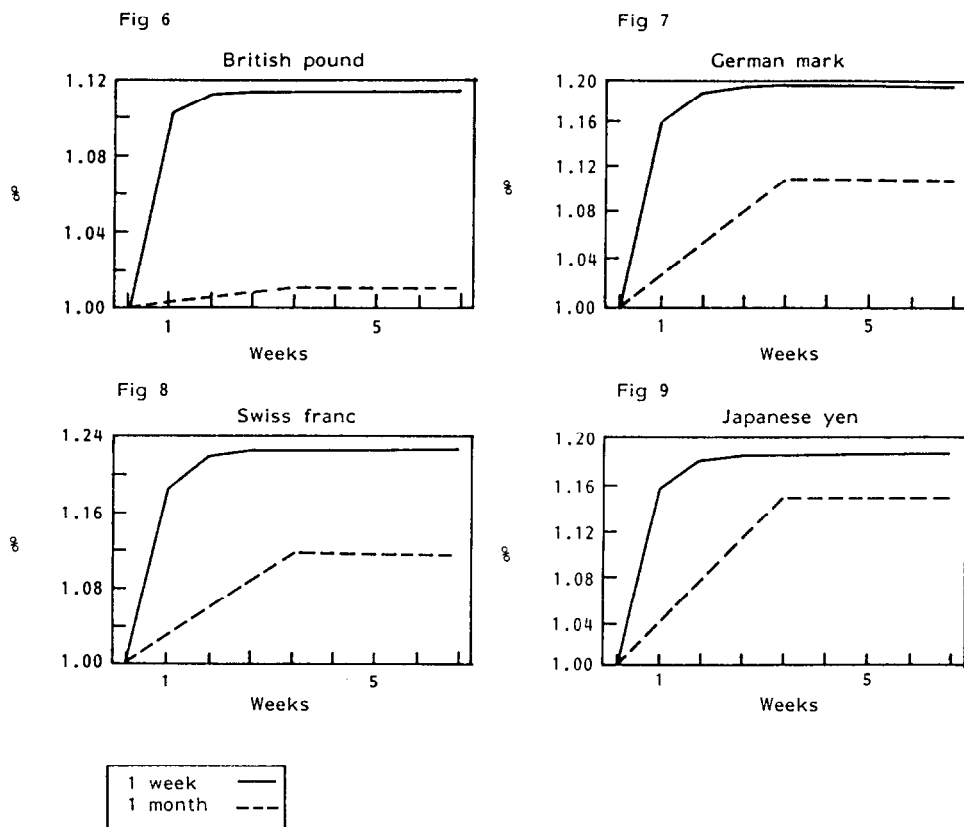 Fig 6
British pound
1.12
1.08
1.04
1.00
%
1
5
Weeks
Fig 7
German mark
1.20
1.16
1.12
1.08
1.04
1.00
%
1
5
Weeks
Fig 8
Swiss franc
1.24
1.16
1.08
1.00
%
1
5
Weeks
Fig 9
Japanese yen
1.20
1.16
1.12
1.08
1.04
1.00
%
1
5
Weeks
1 week
1 month